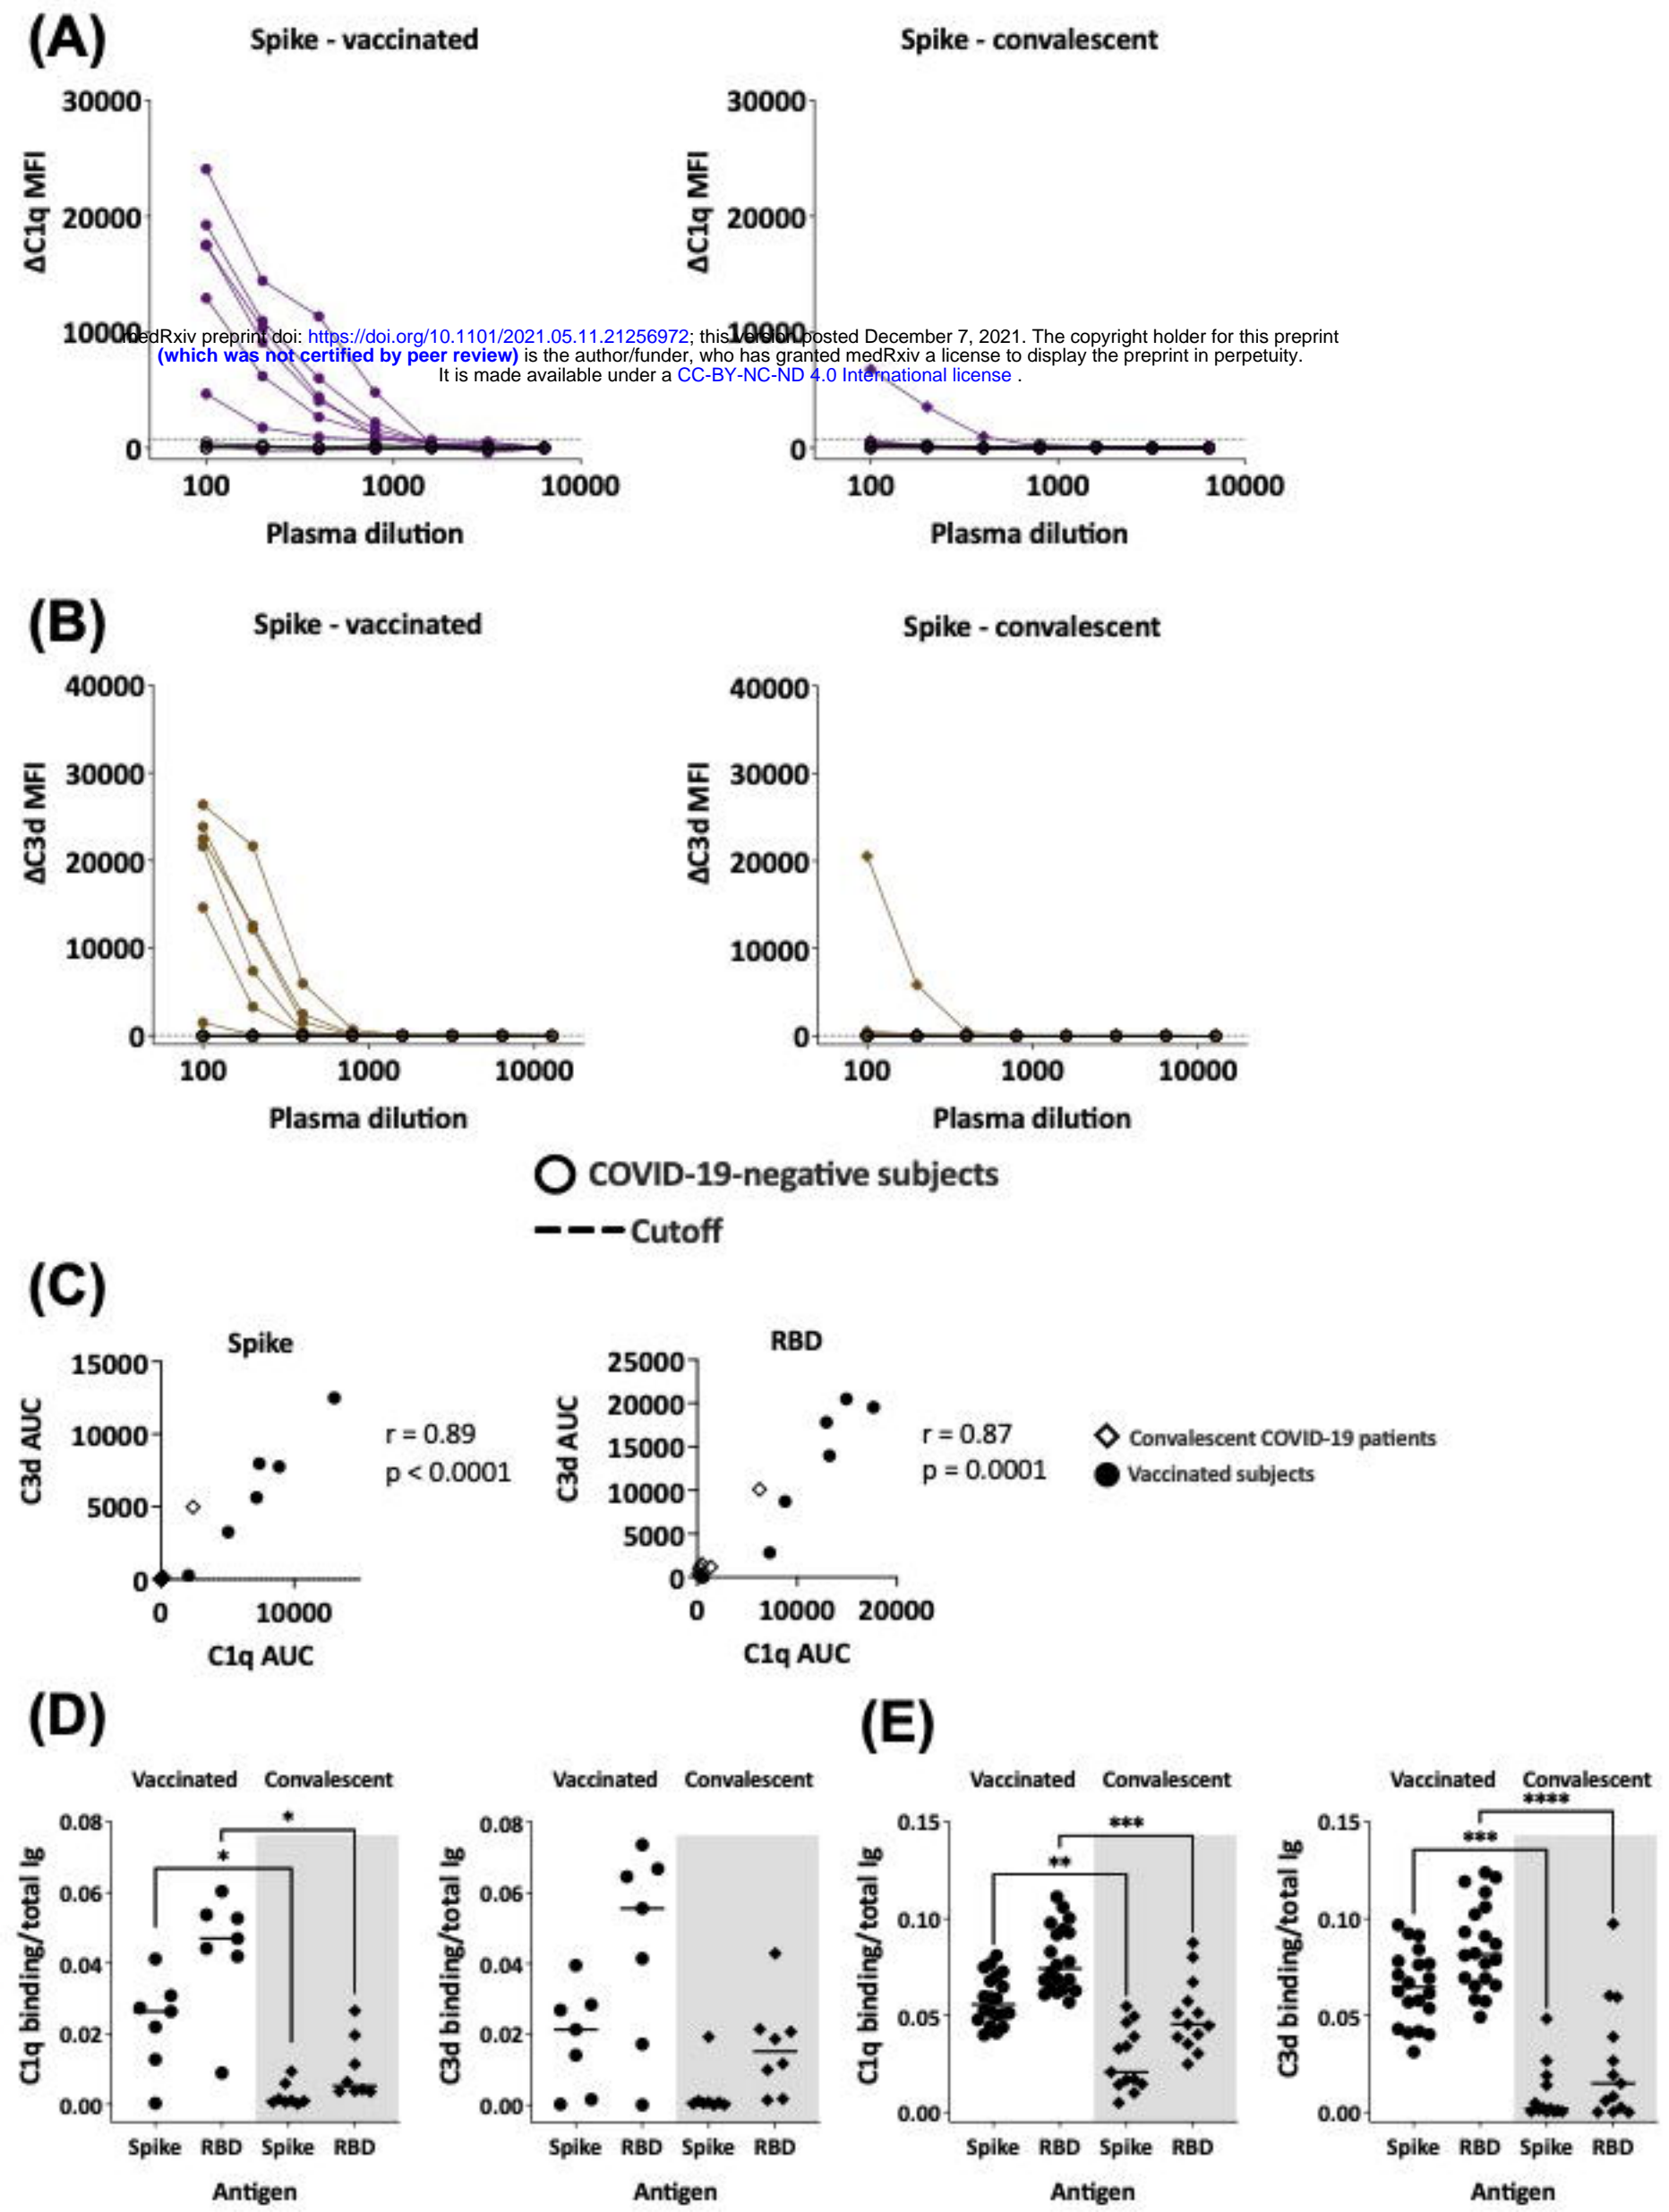 (A)
Spike - vaccinated
Spike - convalescent
30000
20000
10000
0
ΔC1q MFI
100 1000 10000
Plasma dilution
30000
20000
10000
0
ΔC1q MFI
100 1000 10000
Plasma dilution
medRxiv preprint doi: https://doi.org/10.1101/2021.05.11.21256972; this version posted December 7, 2021. The copyright holder for this preprint
(which was not certified by peer review) is the author/funder, who has granted medRxiv a license to display the preprint in perpetuity.
It is made available under a CC-BY-NC-ND 4.0 International license .
(B)
Spike - vaccinated
Spike - convalescent
40000
30000
20000
10000
0
ΔC3d MFI
100 1000 10000
Plasma dilution
40000
30000
20000
10000
0
ΔC3d MFI
100 1000 10000
Plasma dilution
COVID-19-negative subjects
Cutoff
(C)
Spike
15000
10000
5000
0
C3d AUC
0 10000
C1q AUC
r = 0.89
p < 0.0001
RBD
25000
20000
15000
10000
5000
0
C3d AUC
0 10000 20000
C1q AUC
r = 0.87
p = 0.0001
Convalescent COVID-19 patients
Vaccinated subjects
(D)
Vaccinated Convalescent
0.08
0.06
0.04
0.02
0.00
C1q binding/total Ig
*
*
Spike RBD Spike RBD
Antigen
Vaccinated Convalescent
0.08
0.06
0.04
0.02
0.00
C3d binding/total Ig
Spike RBD Spike RBD
Antigen
(E)
Vaccinated Convalescent
0.15
0.10
0.05
0.00
C1q binding/total Ig
***
**
Spike RBD Spike RBD
Antigen
Vaccinated Convalescent
0.15
0.10
0.05
0.00
C3d binding/total Ig
****
***
Spike RBD Spike RBD
Antigen